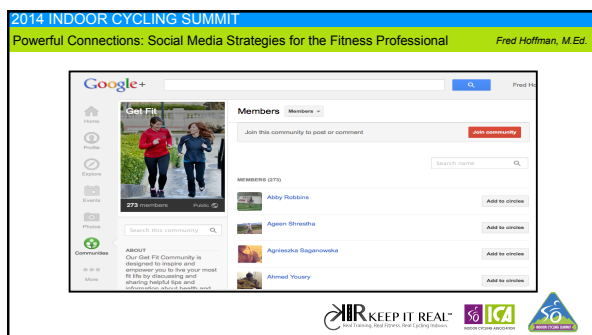 2014 INDOOR CYCLING SUMMIT
Powerful Connections: Social Media Strategies for the Fitness Professional
Fred Hoffman, M.Ed.
Google+
Fred Ho
Home
Profile
Explore
Events
Photos
Communities
More
Get Fit
273 members
Public
Search this community
ABOUT
Our Get Fit Community is
designed to inspire and
empower you to live your most
fit life by discussing and
sharing helpful tips and
information about health and
Members
Members
Join this community to post or comment
Join community
Search name
MEMBERS (273)
Abby Robbins
Add to circles
Ageen Shrestha
Add to circles
Agnieszka Saganowska
Add to circles
Ahmed Yousry
Add to circles
KEEP IT REAL™
Real Training, Real Fitness, Real Cycling Indoors.
ICA
INDOOR CYCLING ASSOCIATION
INDOOR CYCLING SUMMIT